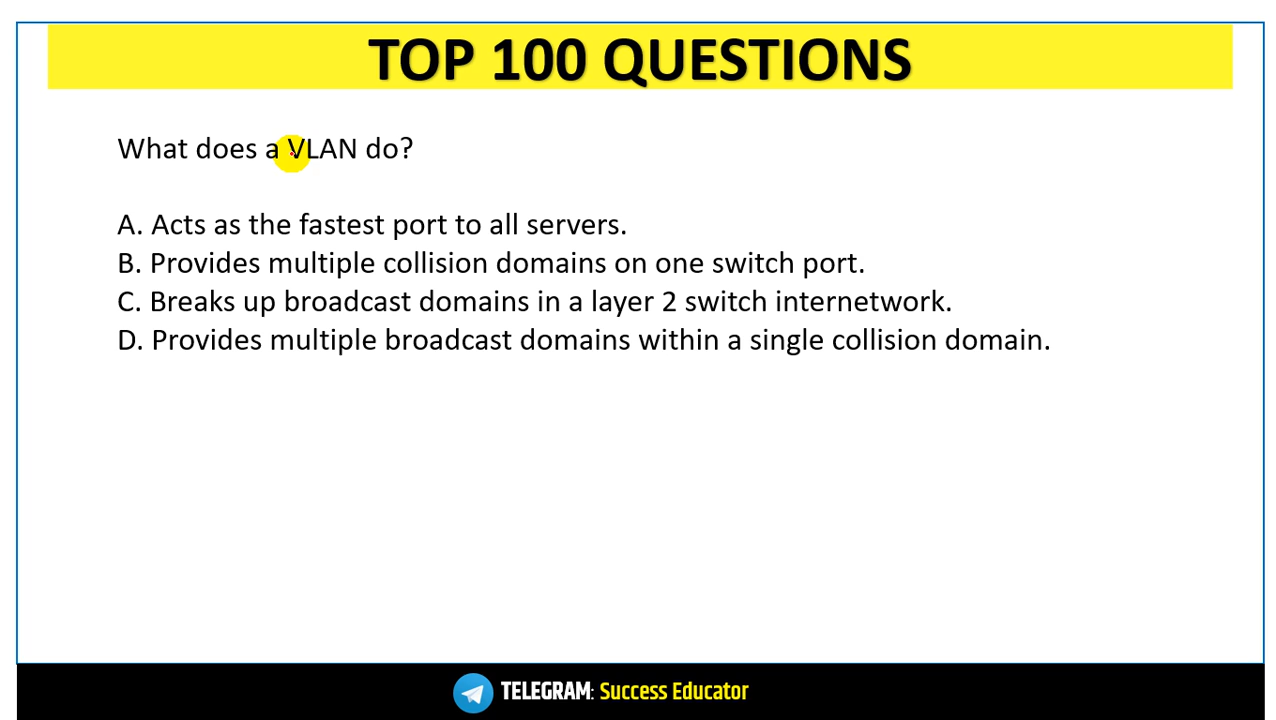 TOP 100 QUESTIONS
What does a VLAN do?
A. Acts as the fastest port to all servers.
B. Provides multiple collision domains on one switch port.
C. Breaks up broadcast domains in a layer 2 switch internetwork.
D. Provides multiple broadcast domains within a single collision domain.
TELEGRAM: Success Educator